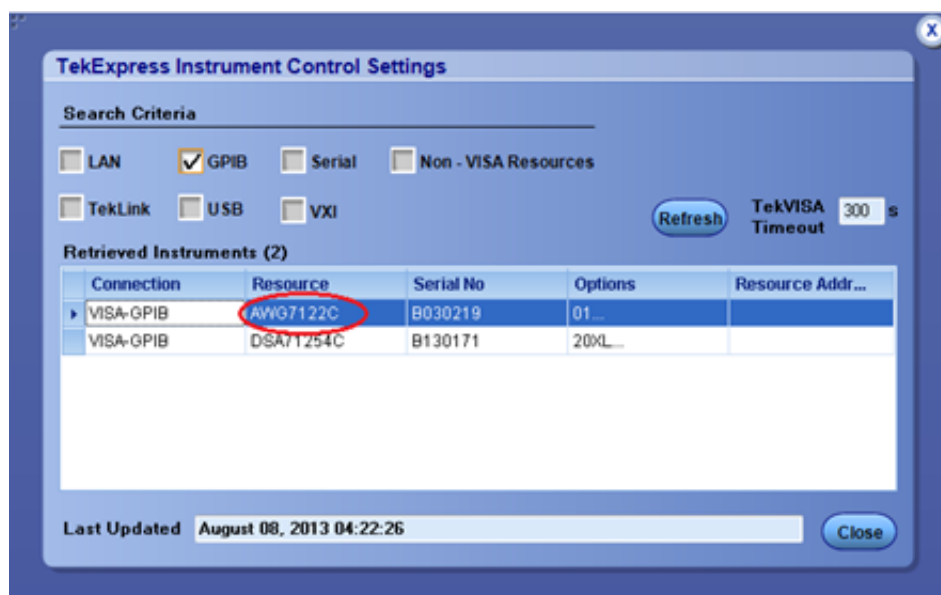 X
TekExpress Instrument Control Settings
Search Criteria
LAN GPIB Serial Non - VISA Resources
TekLink USB VXI
Refresh TekVISA Timeout 300 s
Retrieved Instruments (2)
Connection Resource Serial No Options Resource Addr...
VISA-GPIB AWG7122C B030219 01...
VISA-GPIB DSA71254C B130171 20XL...
Last Updated August 08, 2013 04:22:26 Close